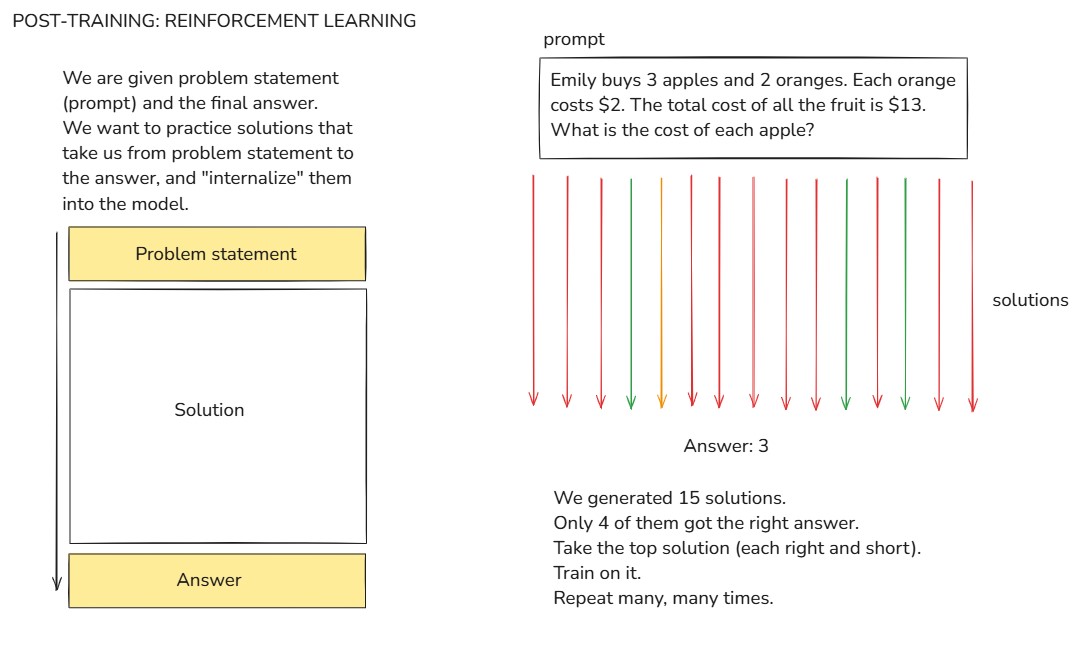 POST-TRAINING: REINFORCEMENT LEARNING
We are given problem statement
(prompt) and the final answer.
We want to practice solutions that
take us from problem statement to
the answer, and "internalize" them
into the model.
Problem statement
Solution
Answer
prompt
Emily buys 3 apples and 2 oranges. Each orange
costs $2. The total cost of all the fruit is $13.
What is the cost of each apple?
solutions
Answer: 3
We generated 15 solutions.
Only 4 of them got the right answer.
Take the top solution (each right and short).
Train on it.
Repeat many, many times.